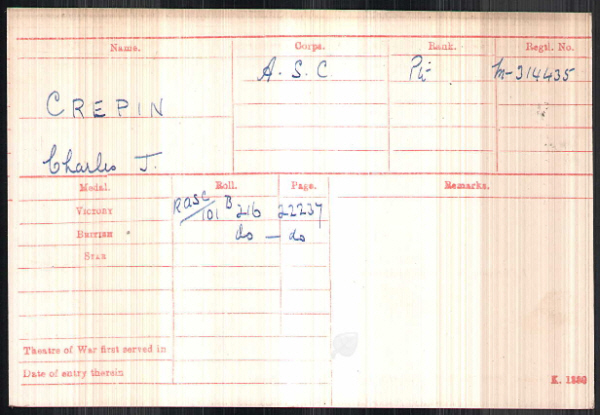 Name. Corps. Rank. Regtl. No.
A. S. C. Pte M-314435
CREPIN
Charles J.
Medal. Roll. Page. Remarks.
VICTORY RASC/101 B 216 22237
BRITISH do — do
STAR
Theatre of War first served in
Date of entry therein
K. 1380